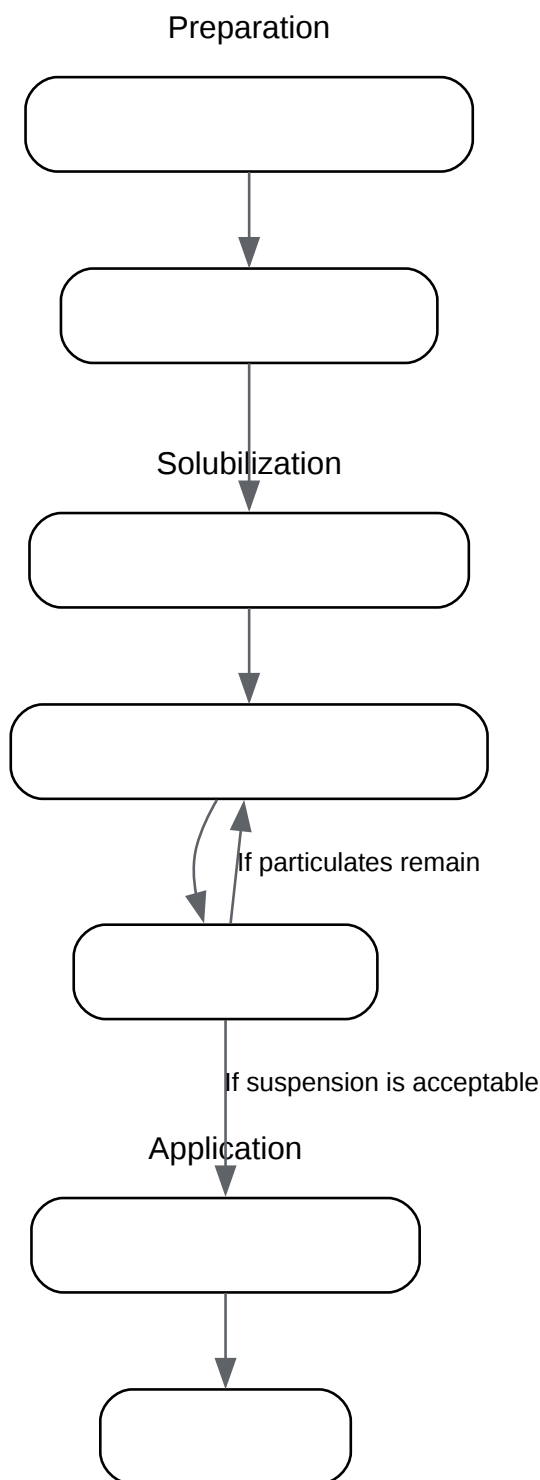 Preparation
Solubilization
If particulates remain
If suspension is acceptable
Application